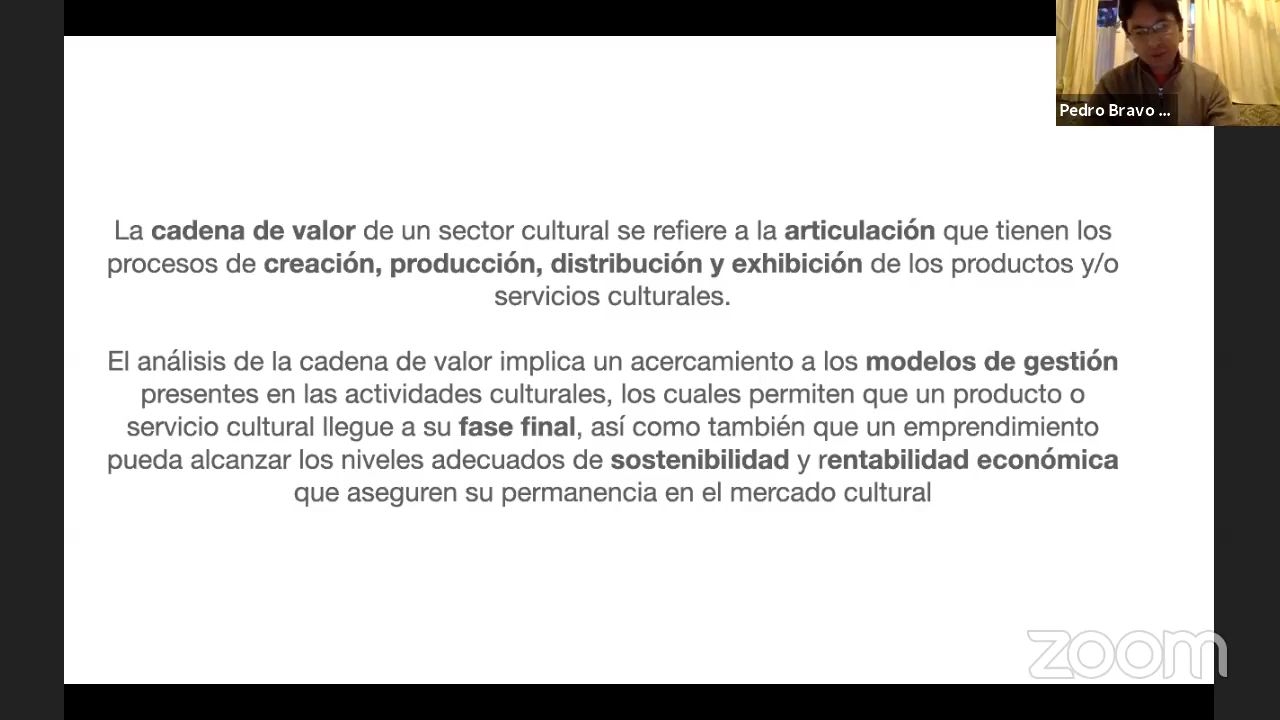 Pedro Bravo ...
La cadena de valor de un sector cultural se refiere a la articulación que tienen los
procesos de creación, producción, distribución y exhibición de los productos y/o
servicios culturales.
El análisis de la cadena de valor implica un acercamiento a los modelos de gestión
presentes en las actividades culturales, los cuales permiten que un producto o
servicio cultural llegue a su fase final, así como también que un emprendimiento
pueda alcanzar los niveles adecuados de sostenibilidad y rentabilidad económica
que aseguren su permanencia en el mercado cultural
zoom